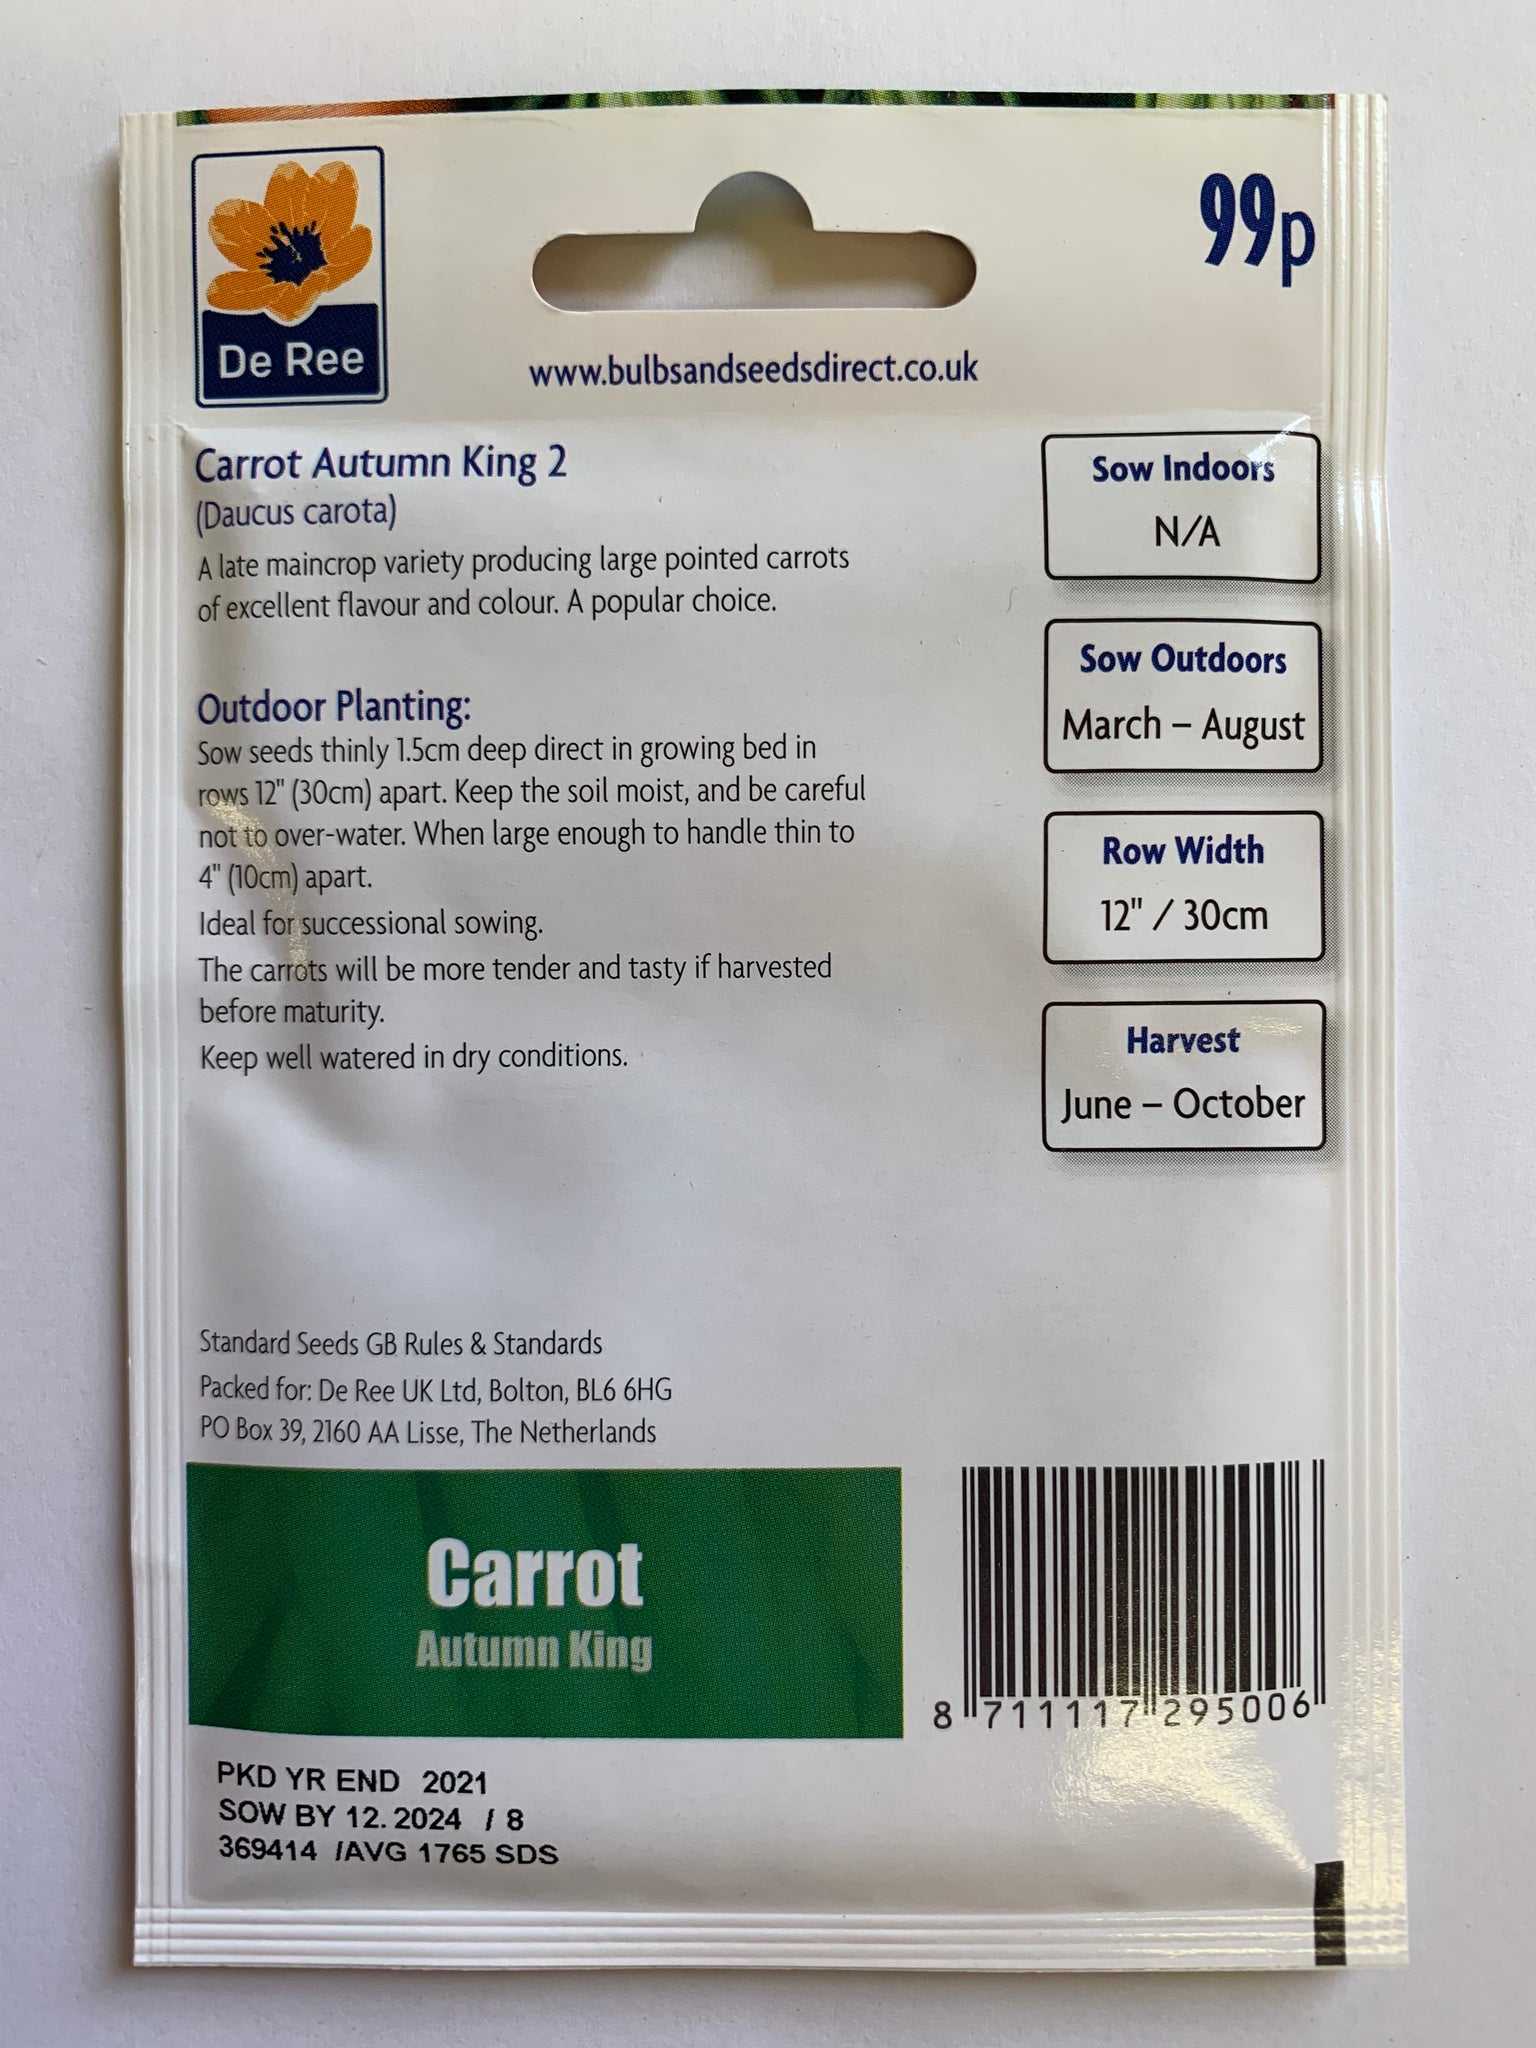 De Ree
99p
www.bulbsandseedsdirect.co.uk
Carrot Autumn King 2
(Daucus carota)
A late maincrop variety producing large pointed carrots
of excellent flavour and colour. A popular choice.
Outdoor Planting:
Sow seeds thinly 1.5cm deep direct in growing bed in
rows 12" (30cm) apart. Keep the soil moist, and be careful
not to over-water. When large enough to handle thin to
4" (10cm) apart.
Ideal for successional sowing.
The carrots will be more tender and tasty if harvested
before maturity.
Keep well watered in dry conditions.
Sow Indoors
N/A
Sow Outdoors
March – August
Row Width
12" / 30cm
Harvest
June – October
Standard Seeds GB Rules & Standards
Packed for: De Ree UK Ltd, Bolton, BL6 6HG
PO Box 39, 2160 AA Lisse, The Netherlands
Carrot
Autumn King
8 711117 295006
PKD YR END 2021
SOW BY 12. 2024 / 8
369414 /AVG 1765 SDS